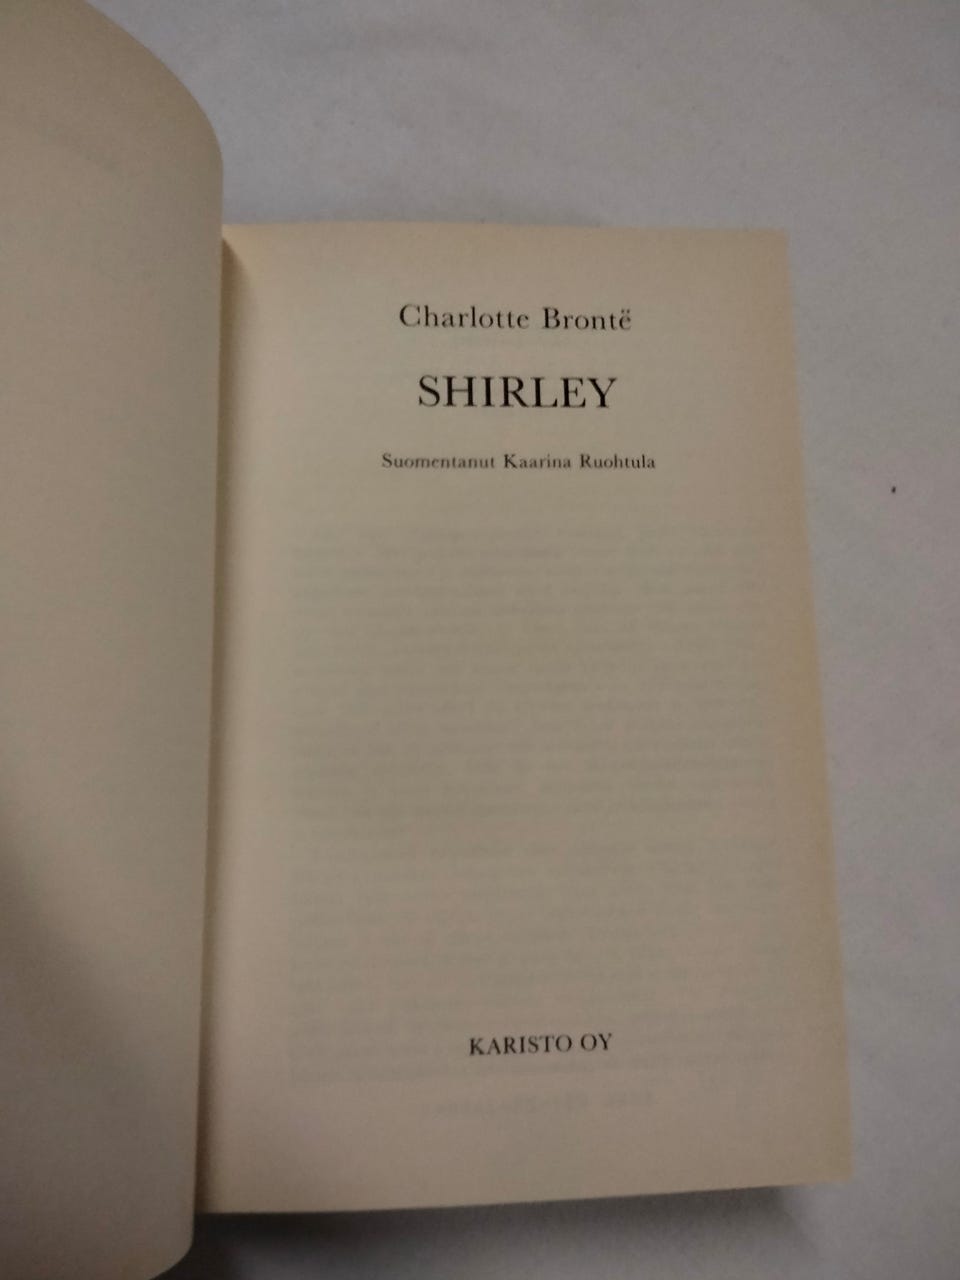 Charlotte Brontë
SHIRLEY
Suomentanut Kaarina Ruohtula
KARISTO OY